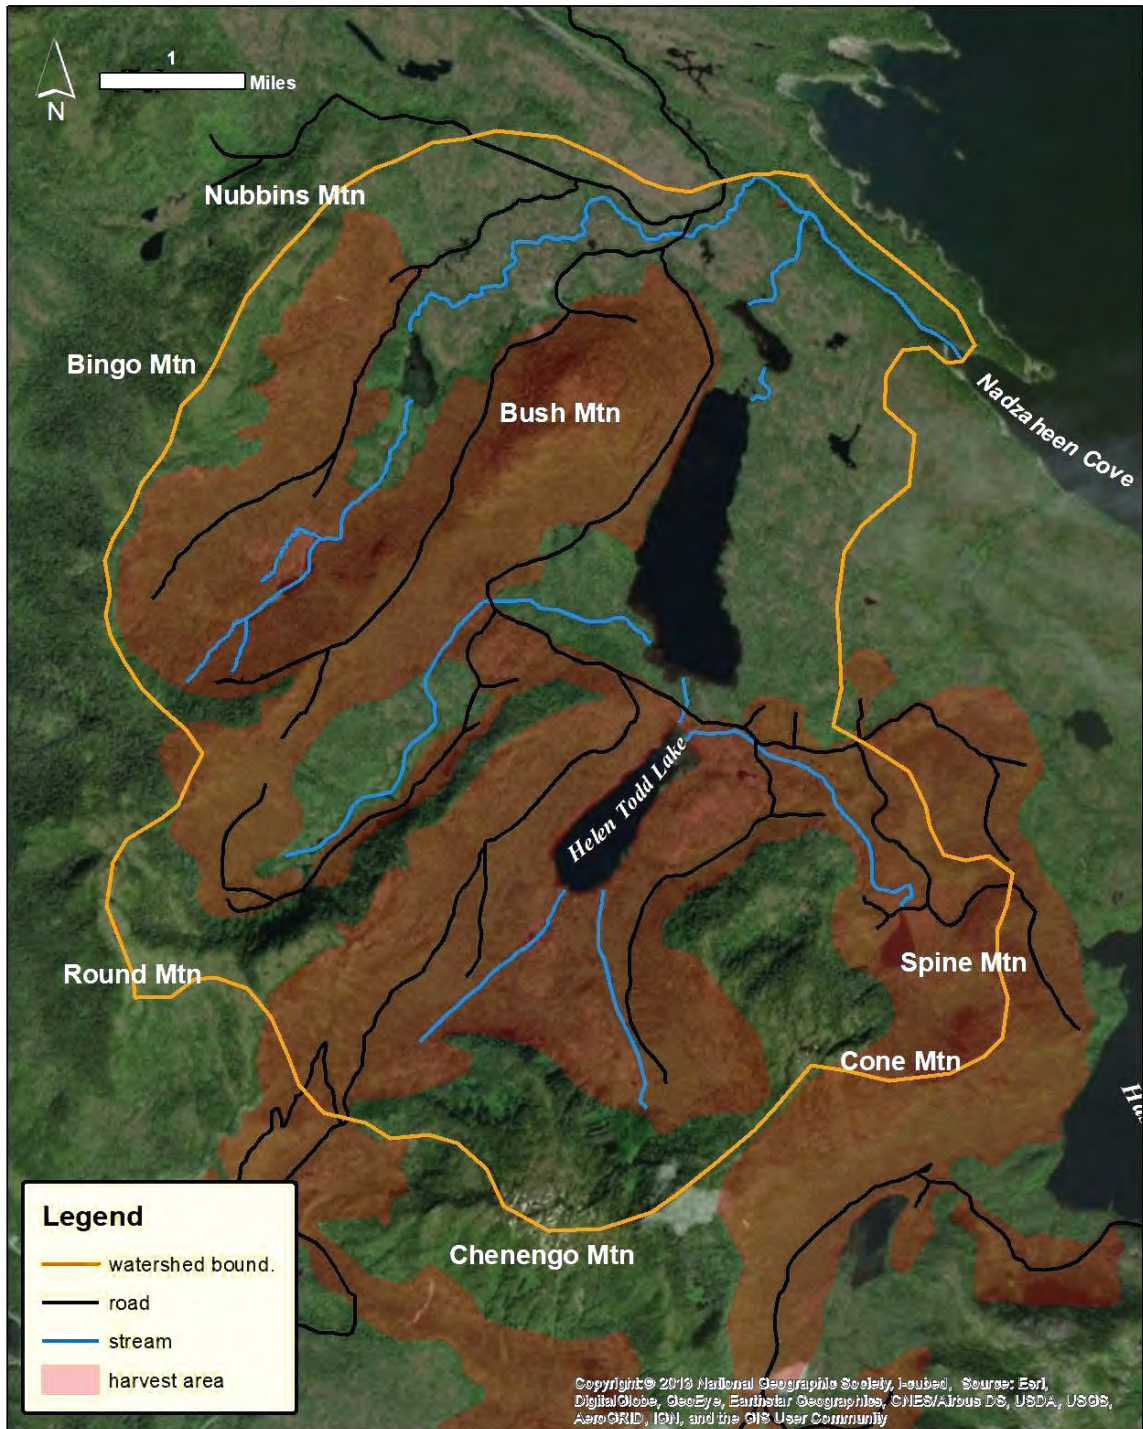 1
Miles
N
Nubbins Mtn
Bingo Mtn
Bush Mtn
Nadzaheen Cove
Helen Todd Lake
Spine Mtn
Round Mtn
Cone Mtn
Chenengo Mtn
Legend
watershed bound.
road
stream
harvest area
Copyright:© 2013 National Geographic Society, i-cubed, Source: Esri,
DigitalGlobe, GeoEye, Earthstar Geographics, CNES/Airbus DS, USDA, USGS,
AeroGRID, IGN, and the GIS User Community